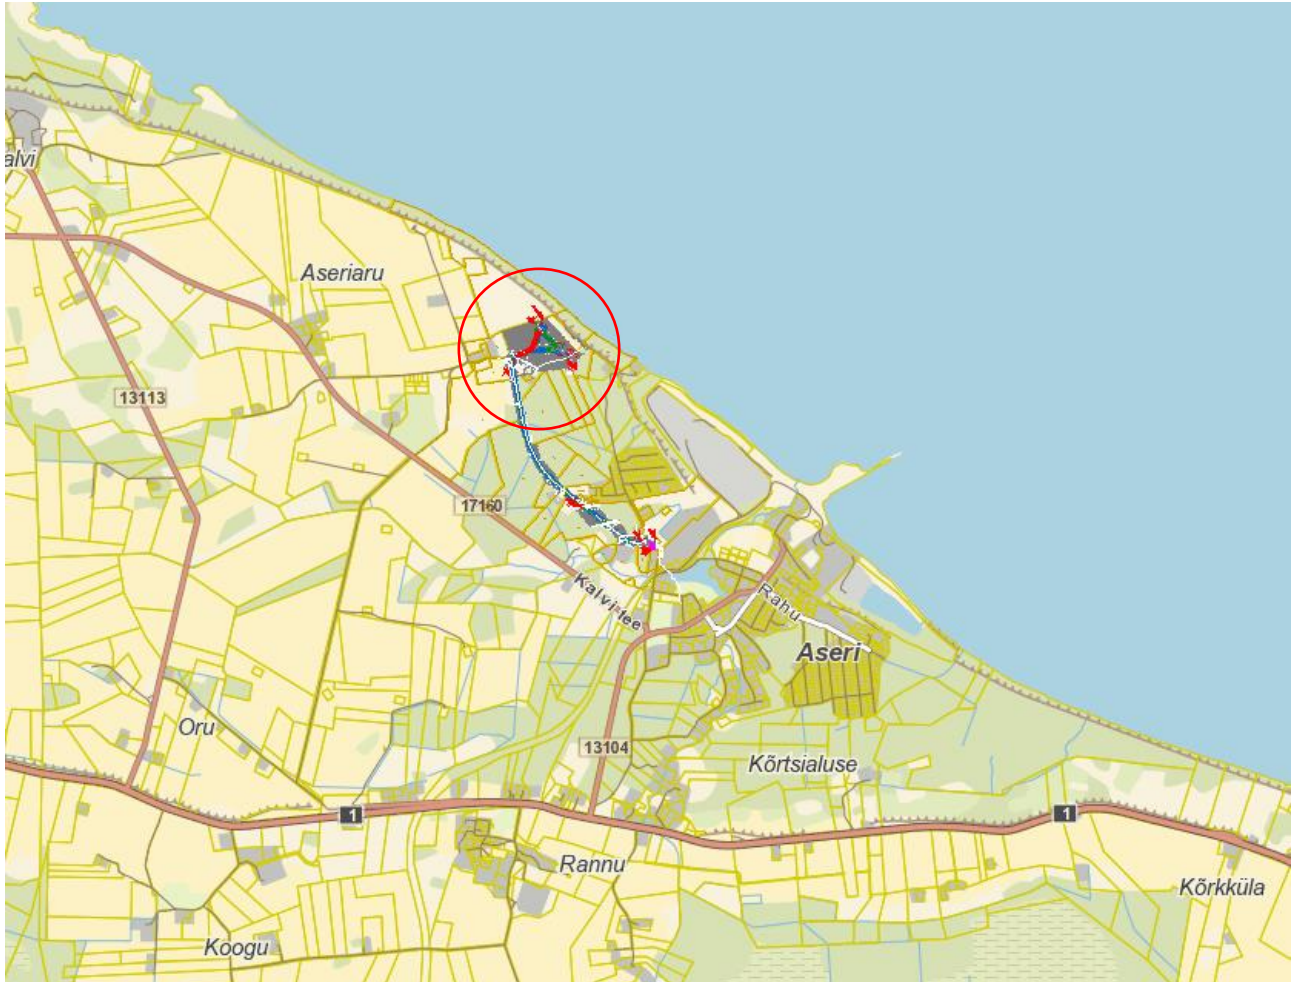 alvi
Aseriaru
13113
17160
Kalvi tee
Rahu
Aseri
Oru
13104
Kõrtsialuse
1
1
Rannu
Kõrkküla
Koogu